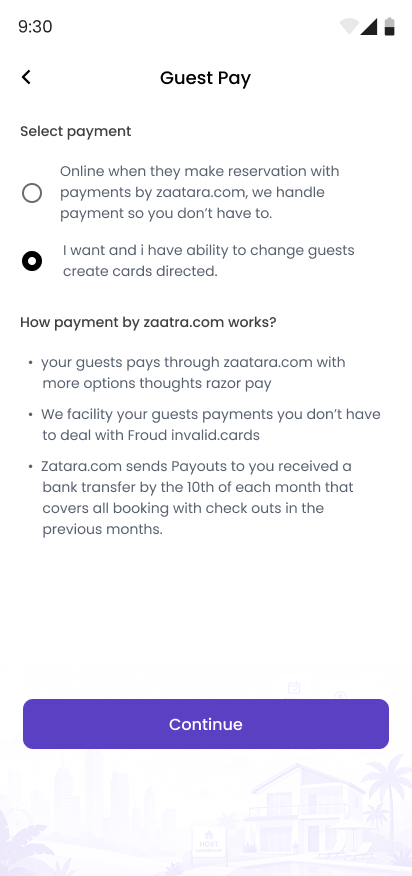 9:30
Guest Pay
Select payment
Online when they make reservation with
payments by zaatara.com, we handle
payment so you don't have to.
I want and i have ability to change guests
create cards directed.
How payment by zaatra.com works?
• your guests pays through zaatara.com with
more options thoughts razor pay
• We facility your guests payments you don't have
to deal with Froud invalid.cards
• Zatara.com sends Payouts to you received a
bank transfer by the 10th of each month that
covers all booking with check outs in the
previous months.
Continue
HOST